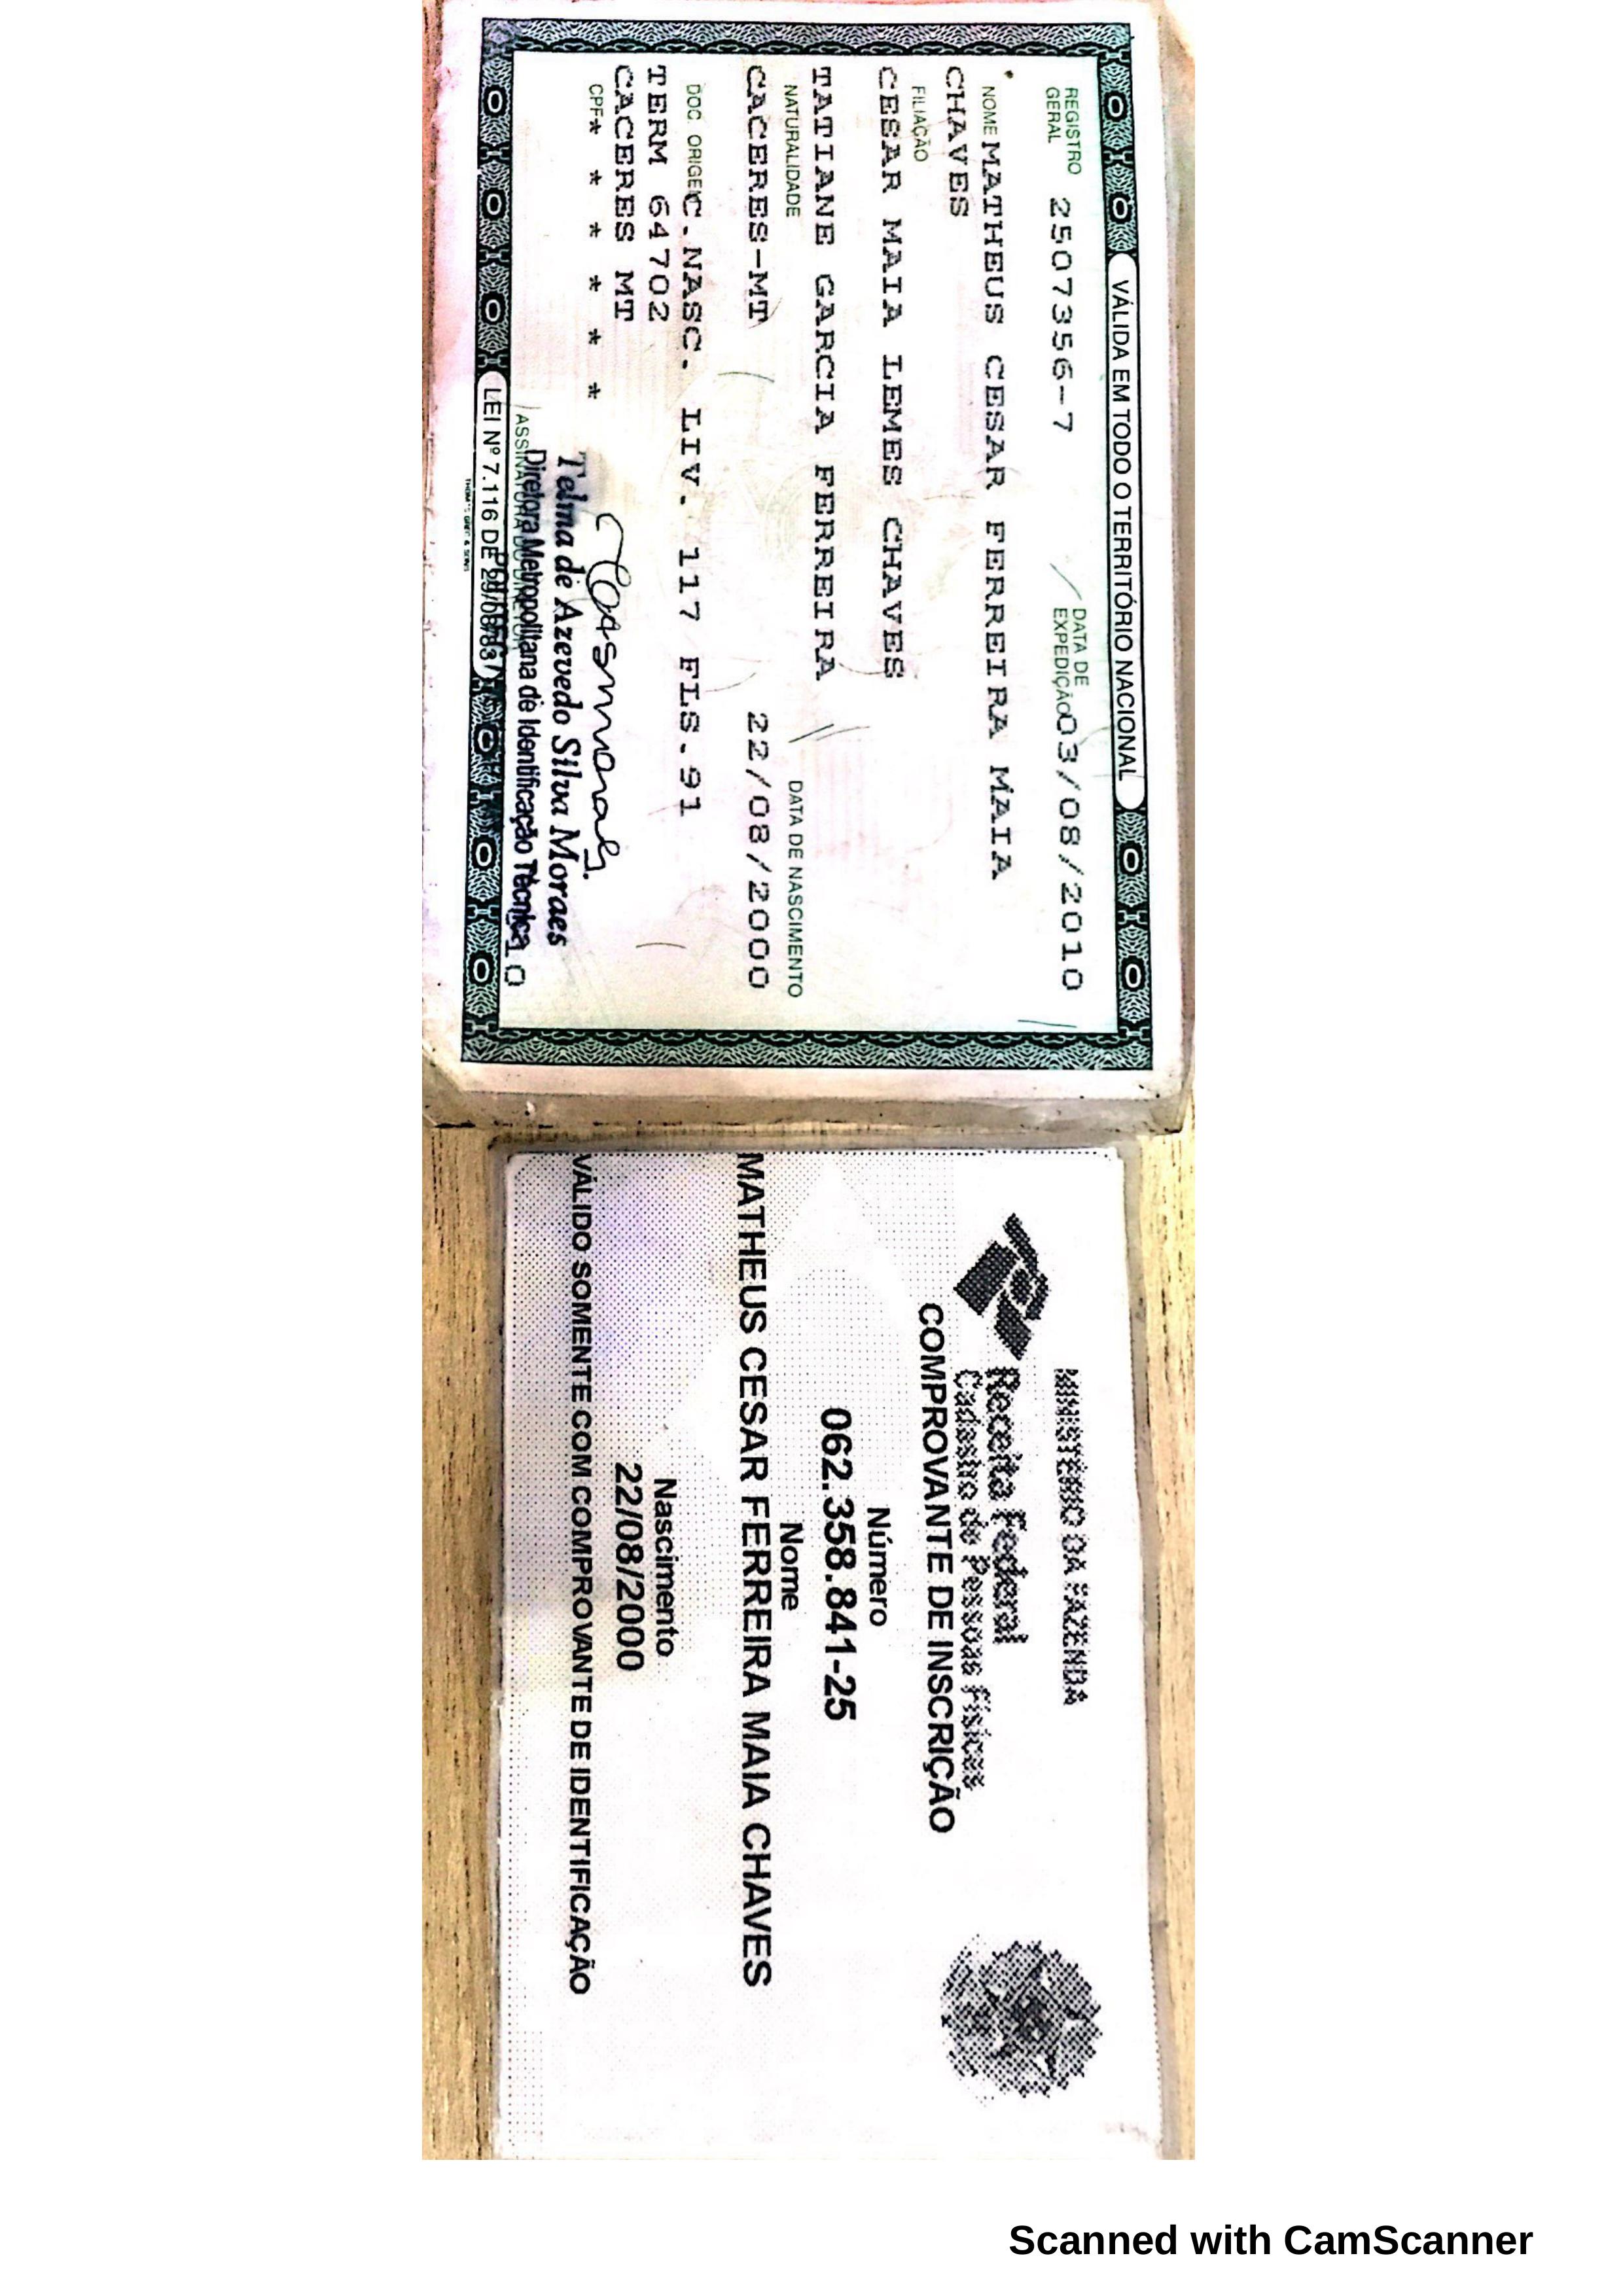 VÁLIDA EM TODO O TERRITÓRIO NACIONAL
REGISTRO GERAL 2507356-7 DATA DE EXPEDIÇÃO 03/08/2010
NOME MATHEUS CESAR FERREIRA MAIA
CHAVES
FILIAÇÃO
CESAR MAIA LEMES CHAVES
TATIANE GARCIA FERREIRA
NATURALIDADE DATA DE NASCIMENTO
CACERES-MT 22/08/2000
DOC. ORIGEM C.NASC. LIV. 117 FLS.91
TERM 64702
CACERES MT
CPF * * * * * *
Telma de Azevedo Silva Moraes
Diretora Metropolitana de Identificação Técnica
ASSINATURA DO DIRETOR
LEI Nº 7.116 DE 29/08/83
MINISTÉRIO DA FAZENDA
Receita Federal
Cadastro de Pessoas Físicas
COMPROVANTE DE INSCRIÇÃO
Número
062.358.841-25
Nome
MATHEUS CESAR FERREIRA MAIA CHAVES
Nascimento
22/08/2000
VÁLIDO SOMENTE COM COMPROVANTE DE IDENTIFICAÇÃO
Scanned with CamScanner